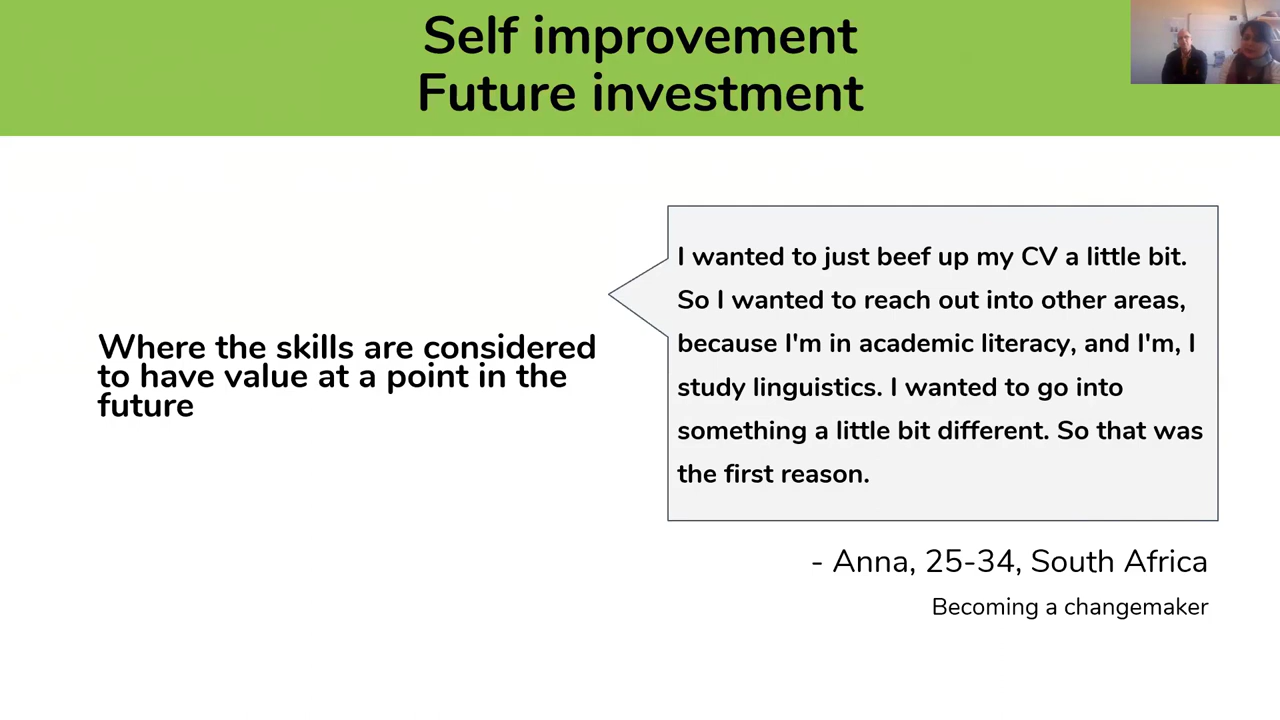 Self improvement
Future investment
Where the skills are considered
to have value at a point in the
future
I wanted to just beef up my CV a little bit.
So I wanted to reach out into other areas,
because I'm in academic literacy, and I'm, I
study linguistics. I wanted to go into
something a little bit different. So that was
the first reason.
- Anna, 25-34, South Africa
Becoming a changemaker